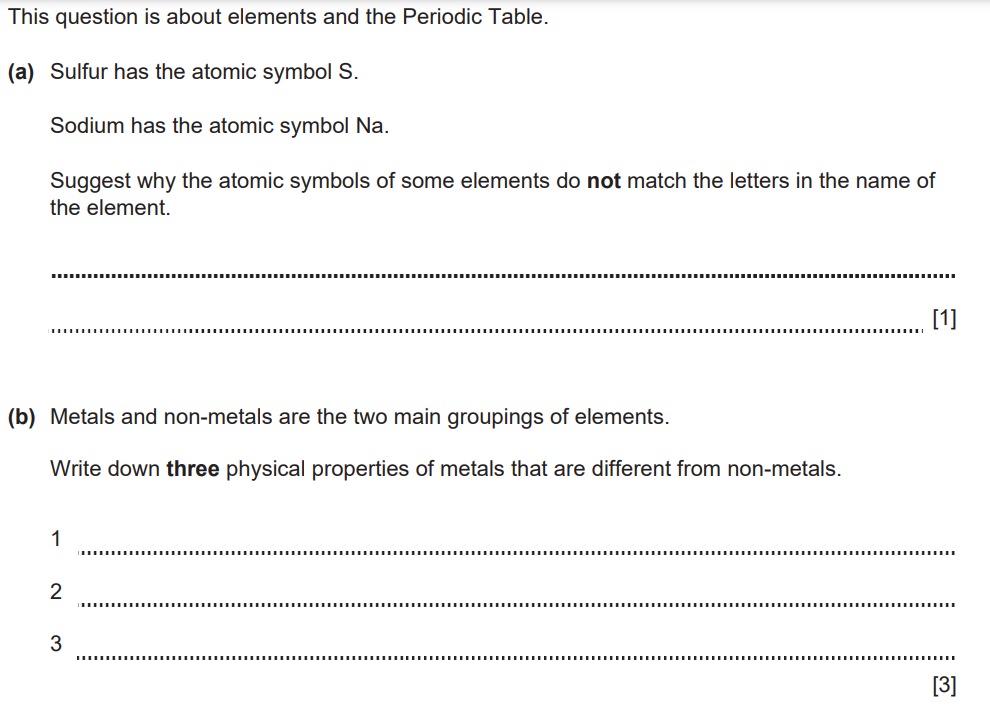 This question is about elements and the Periodic Table.
(a) Sulfur has the atomic symbol S.
Sodium has the atomic symbol Na.
Suggest why the atomic symbols of some elements do not match the letters in the name of
the element.
[1]
(b) Metals and non-metals are the two main groupings of elements.
Write down three physical properties of metals that are different from non-metals.
1
2
3
[3]